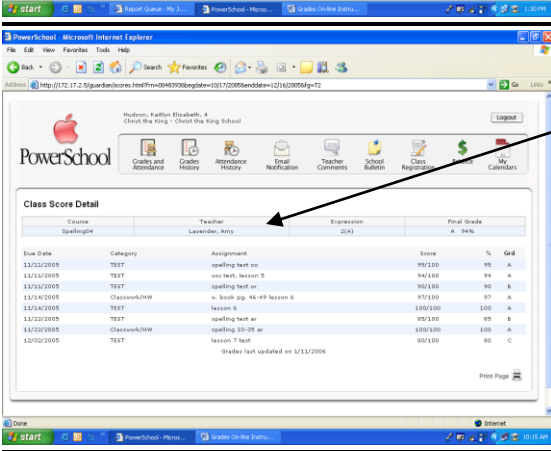 start Report Queue - My J... PowerSchool - Micros... Grades On-line Instru... 1:30 PM
PowerSchool - Microsoft Internet Explorer
File Edit View Favorites Tools Help
Back Search Favorites
Address http://172.17.2.5/guardian/scores.html?frn=00483936begdate=10/17/2005&enddate=12/16/2005&fg=T2 Go Links
Hudson, Kaitlyn Elizabeth, 4
Christ the King - Christ the King School
Logout
PowerSchool
Grades and Attendance
Grades History
Attendance History
Email Notification
Teacher Comments
School Bulletin
Class Registration
Balance
My Calendars
Class Score Detail
Course Teacher Expression Final Grade
Spelling04 Lavender, Amy 2(A) A 94%
Due Date Category Assignment Score % Grd
11/11/2005 TEST spelling test oo 95/100 95 A
11/11/2005 TEST voc test, lesson 5 94/100 94 A
11/11/2005 TEST spelling test or 90/100 90 B
11/14/2005 Classwork/HW w. book pg. 46-49 lesson 6 97/100 97 A
11/14/2005 TEST lesson 6 100/100 100 A
11/22/2005 TEST spelling test ar 85/100 85 B
11/22/2005 Classwork/HW spelling 33-35 ar 100/100 100 A
12/02/2005 TEST lesson 7 test 80/100 80 C
Grades last updated on 1/11/2006
Print Page
Done Internet
start PowerSchool - Micros... Grades On-line Instru... 10:15 AM